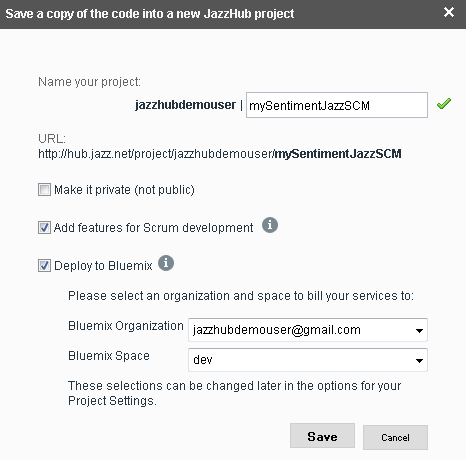 Save a copy of the code into a new JazzHub project
Name your project:
jazzhubdemouser | mySentimentJazzSCM
URL:
http://hub.jazz.net/project/jazzhubdemouser/mySentimentJazzSCM
Make it private (not public)
Add features for Scrum development
Deploy to Bluemix
Please select an organization and space to bill your services to:
Bluemix Organization jazzhubdemouser@gmail.com
Bluemix Space dev
These selections can be changed later in the options for your
Project Settings.
Save Cancel